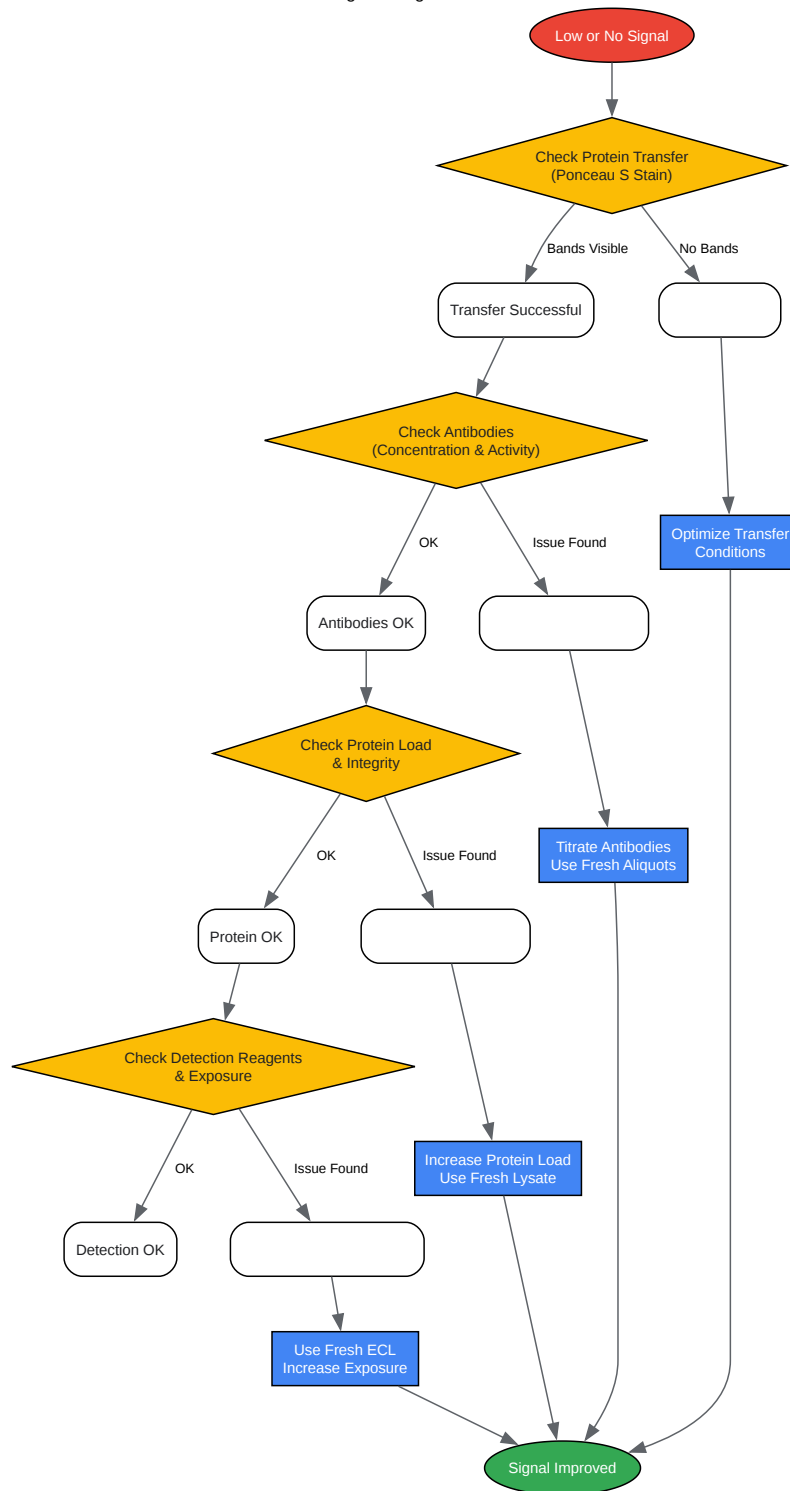 Low or No Signal
Check Protein Transfer
(Ponceau S Stain)
Bands Visible
No Bands
Transfer Successful
Check Antibodies
(Concentration & Activity)
Optimize Transfer
Conditions
OK
Issue Found
Antibodies OK
Check Protein Load
& Integrity
Titrate Antibodies
Use Fresh Aliquots
OK
Issue Found
Protein OK
Check Detection Reagents
& Exposure
Increase Protein Load
Use Fresh Lysate
OK
Issue Found
Detection OK
Use Fresh ECL
Increase Exposure
Signal Improved